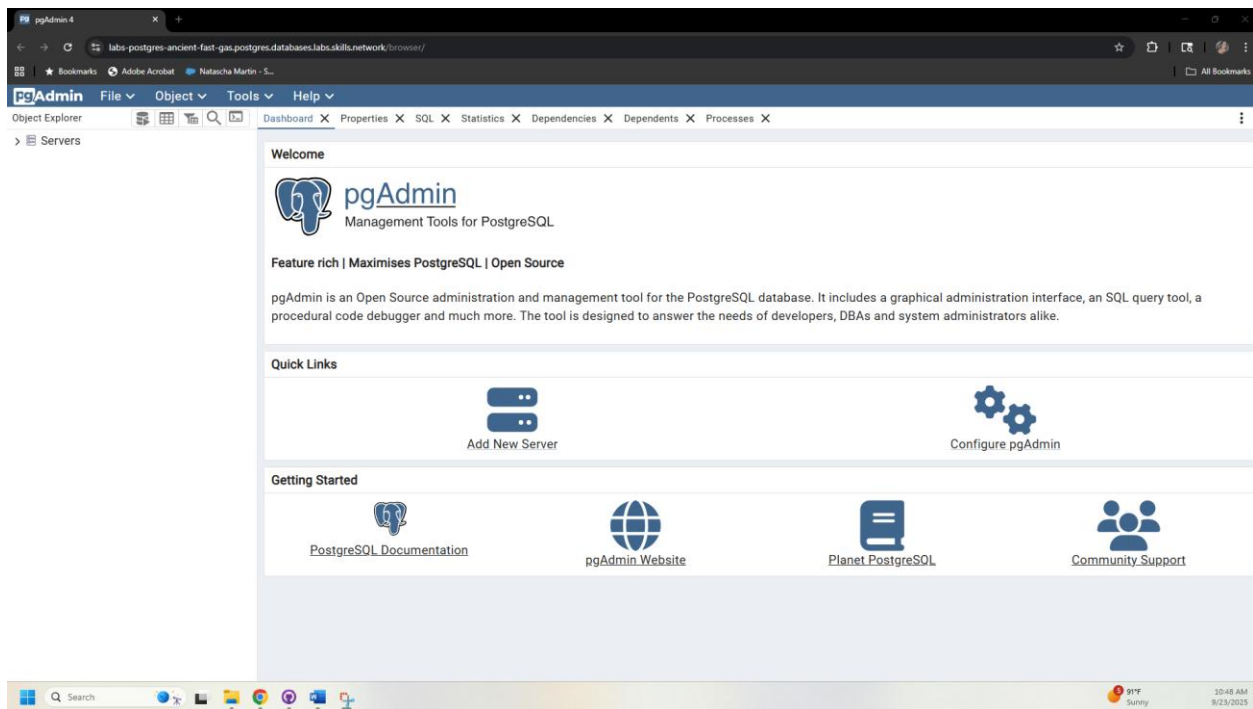 pgAdmin 4
labs-postgres-ancient-fast-gas.postgres.databases.labs.skills.network/browser/
Bookmarks Adobe Acrobat Natascha Martin - S... All Bookmarks
pgAdmin File Object Tools Help
Object Explorer Dashboard X Properties X SQL X Statistics X Dependencies X Dependents X Processes X
Servers
Welcome
pgAdmin
Management Tools for PostgreSQL
Feature rich | Maximises PostgreSQL | Open Source
pgAdmin is an Open Source administration and management tool for the PostgreSQL database. It includes a graphical administration interface, an SQL query tool, a
procedural code debugger and much more. The tool is designed to answer the needs of developers, DBAs and system administrators alike.
Quick Links
Add New Server Configure pgAdmin
Getting Started
PostgreSQL Documentation pgAdmin Website Planet PostgreSQL Community Support
Search 91°F 10:48 AM
Sunny 9/23/2025